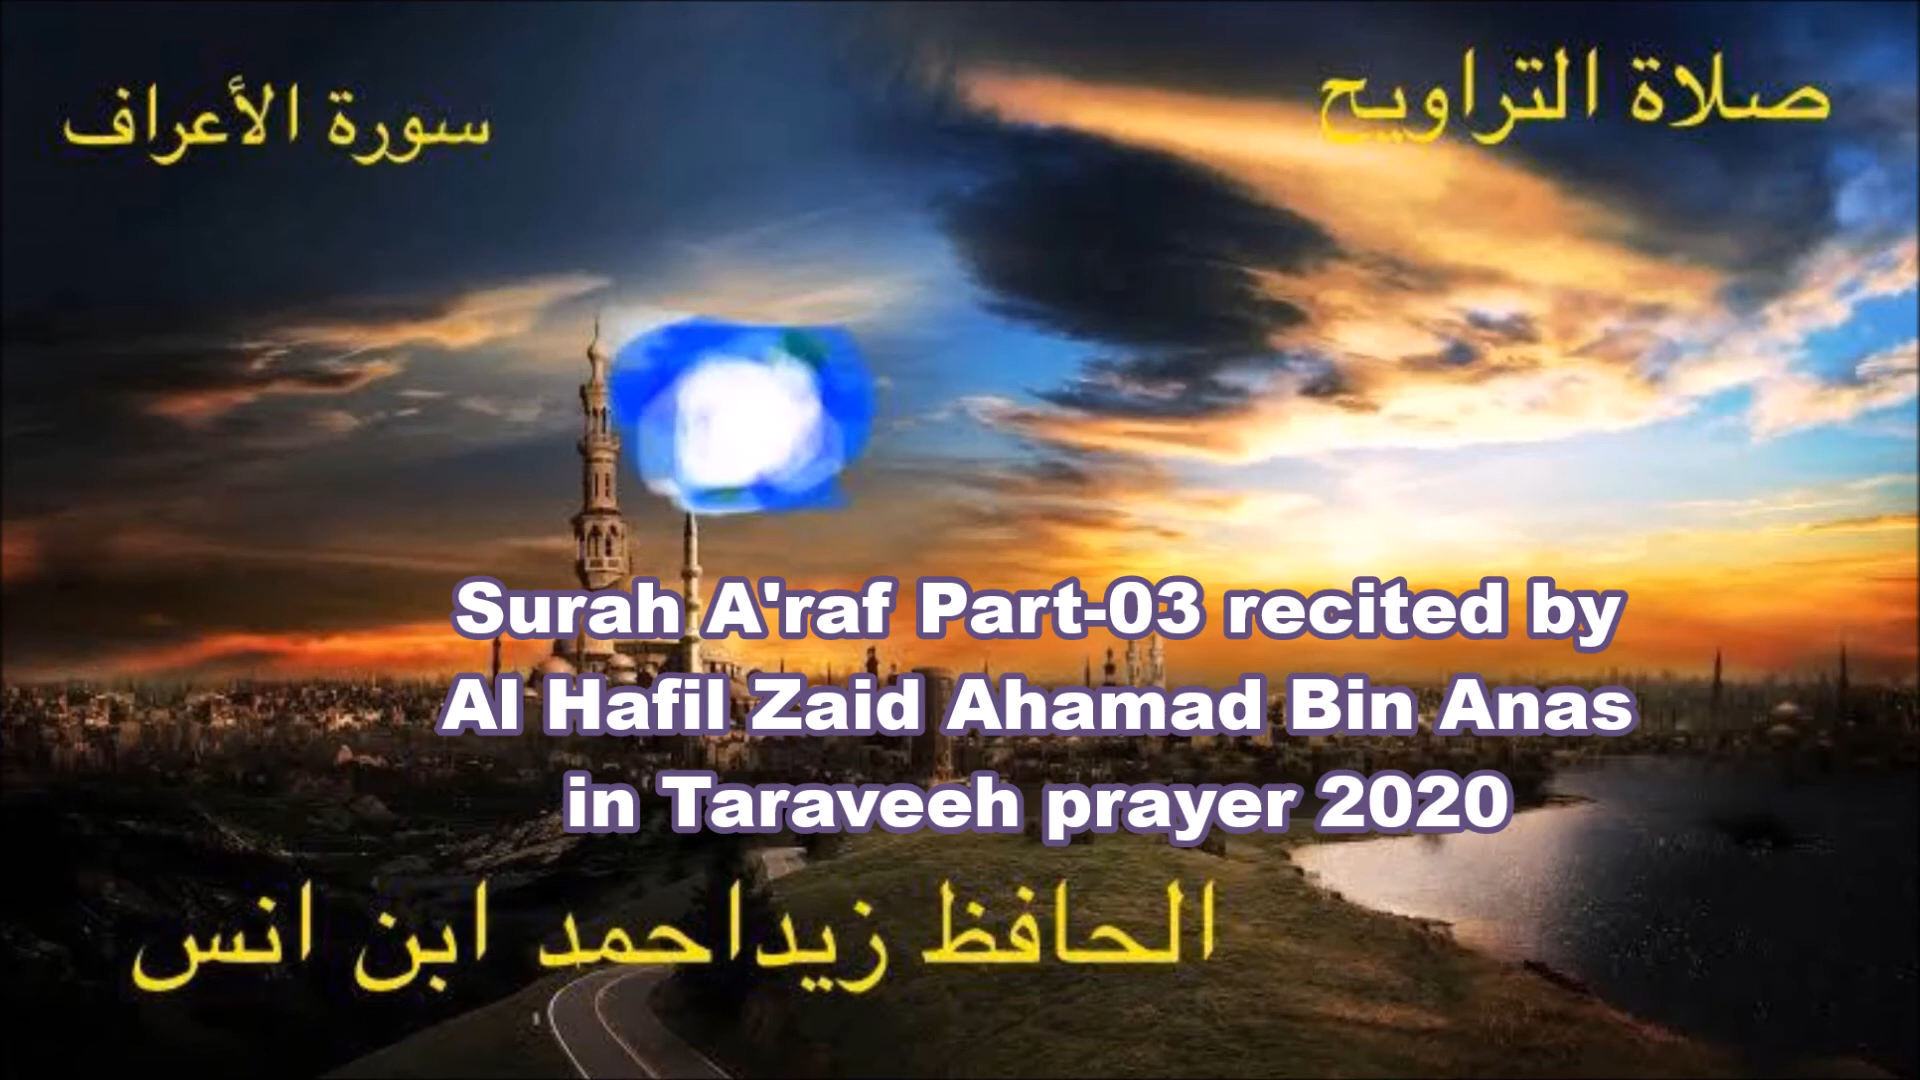 صلاة التراويح
سورة الأعراف
Surah A'raf Part-03 recited by
Al Hafil Zaid Ahamad Bin Anas
in Taraveeh prayer 2020
الحافظ زيداحمد ابن انس